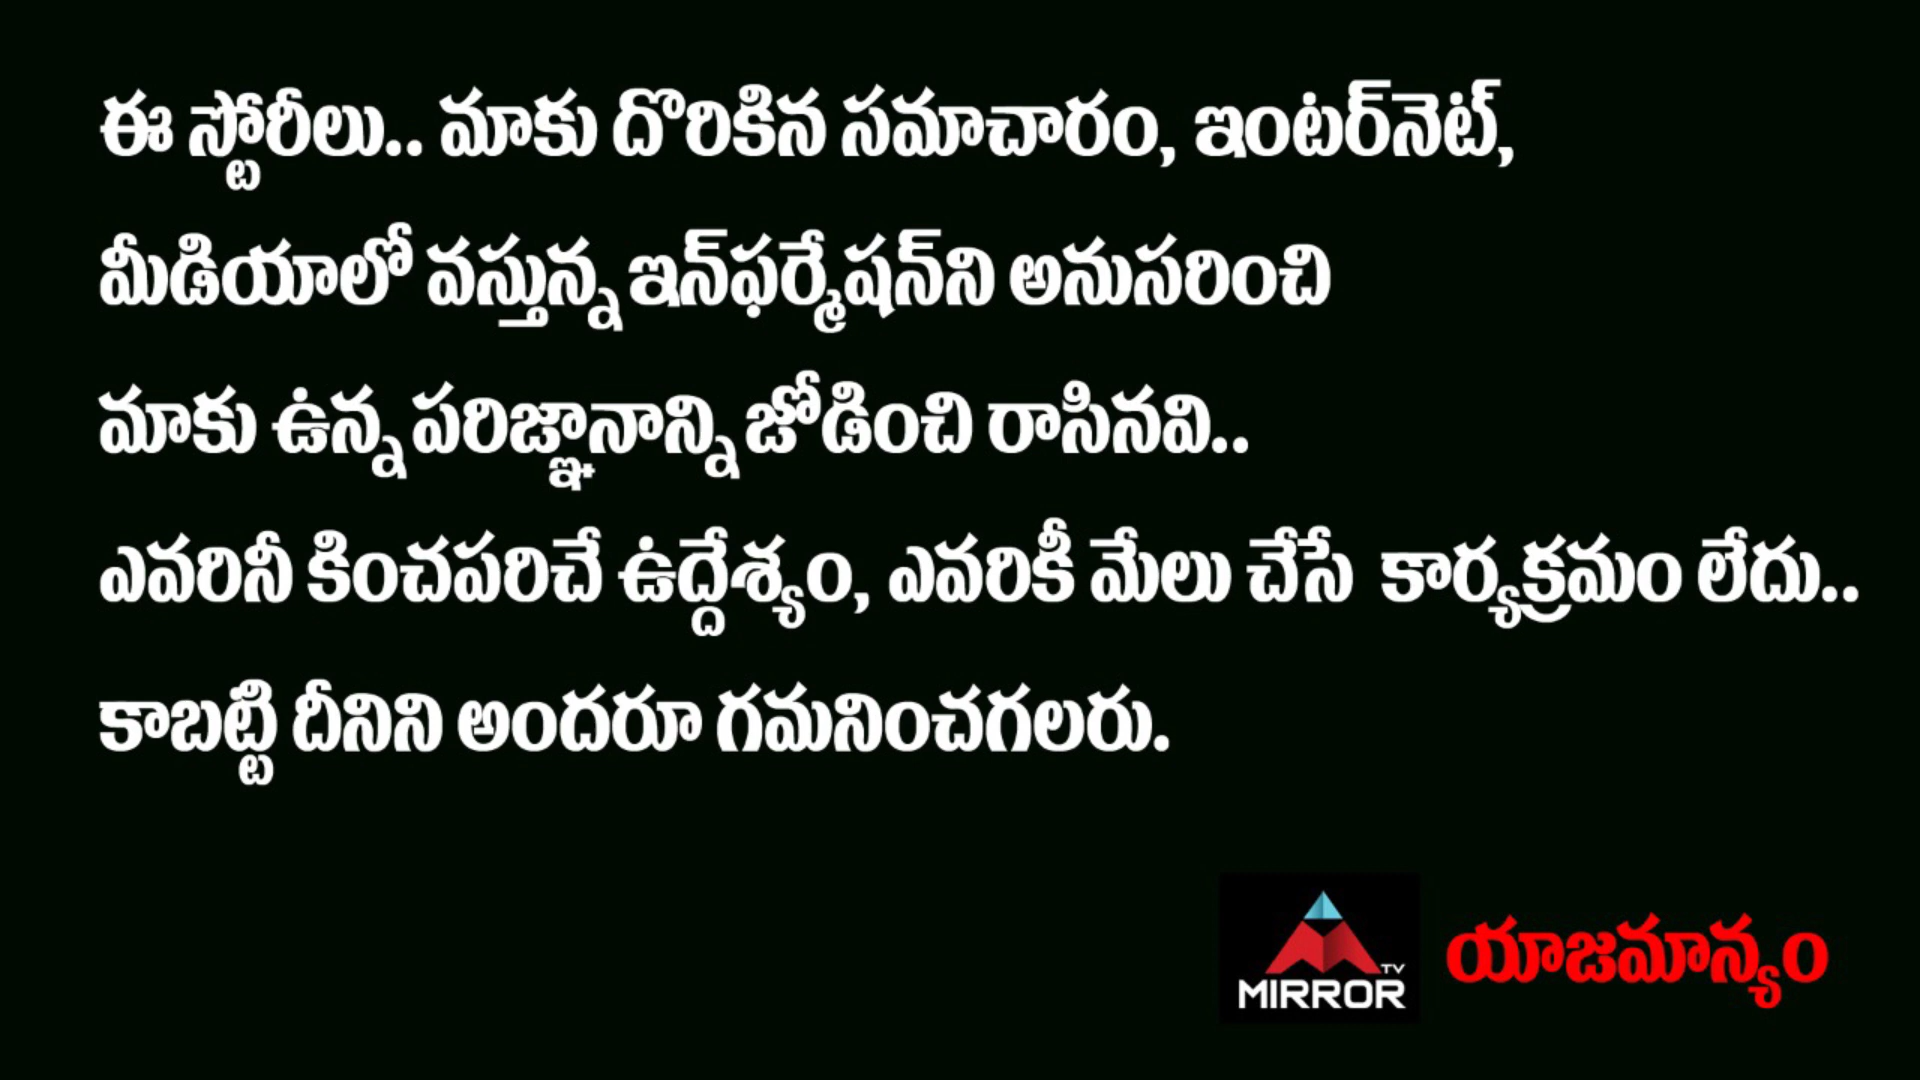 ఈ స్టోరీలు.. మాకు దొరికిన సమాచారం, ఇంటర్‌నెట్,
మీడియాలో వస్తున్న ఇన్‌ఫర్మేషన్‌ని అనుసరించి
మాకు ఉన్న పరిజ్ఞానాన్ని జోడించి రాసినవి..
ఎవరినీ కించపరిచే ఉద్దేశ్యం, ఎవరికీ మేలు చేసే కార్యక్రమం లేదు..
కాబట్టి దీనిని అందరూ గమనించగలరు.
TV
MIRROR
యాజమాన్యం